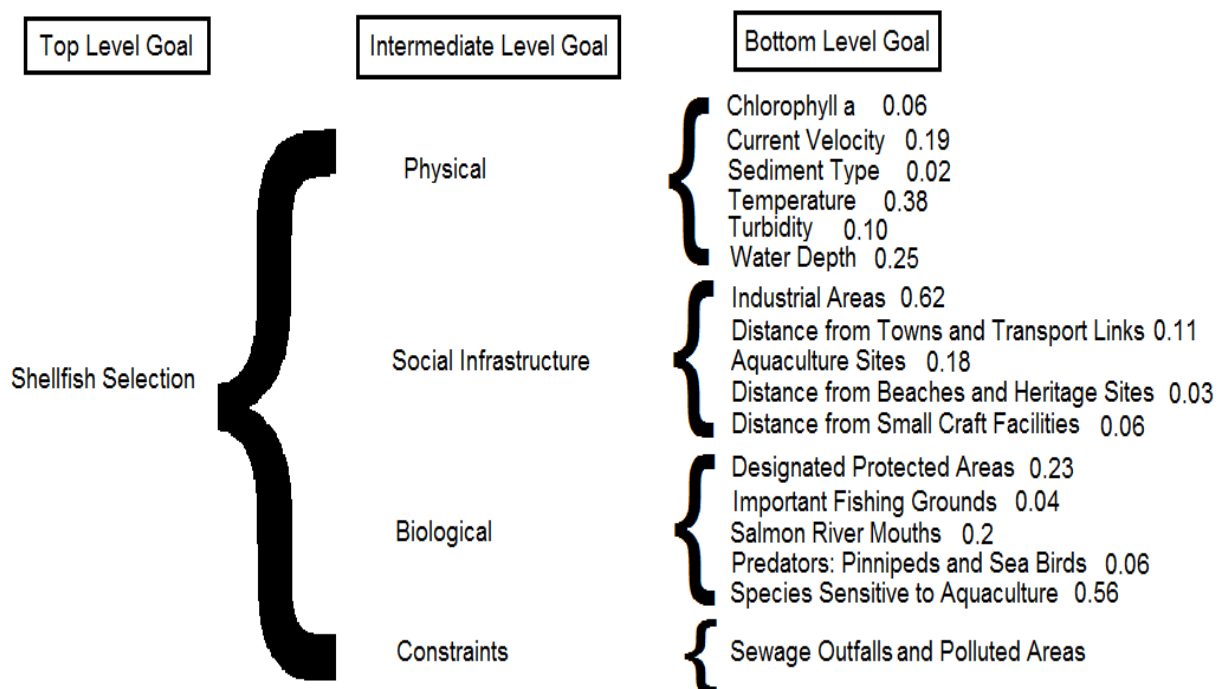 Top Level Goal
Intermediate Level Goal
Bottom Level Goal
Shellfish Selection
Physical
Chlorophyll a 0.06
Current Velocity 0.19
Sediment Type 0.02
Temperature 0.38
Turbidity 0.10
Water Depth 0.25
Social Infrastructure
Industrial Areas 0.62
Distance from Towns and Transport Links 0.11
Aquaculture Sites 0.18
Distance from Beaches and Heritage Sites 0.03
Distance from Small Craft Facilities 0.06
Biological
Designated Protected Areas 0.23
Important Fishing Grounds 0.04
Salmon River Mouths 0.2
Predators: Pinnipeds and Sea Birds 0.06
Species Sensitive to Aquaculture 0.56
Constraints
Sewage Outfalls and Polluted Areas